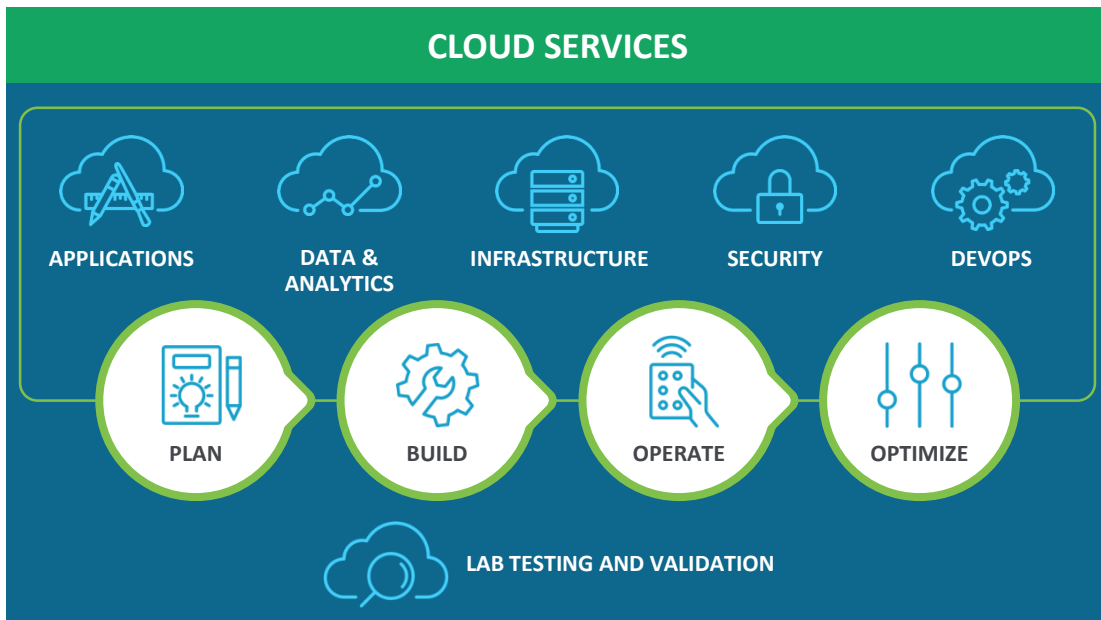 CLOUD SERVICES
APPLICATIONS
DATA &
ANALYTICS
INFRASTRUCTURE
SECURITY
DEVOPS
PLAN
BUILD
OPERATE
OPTIMIZE
LAB TESTING AND VALIDATION